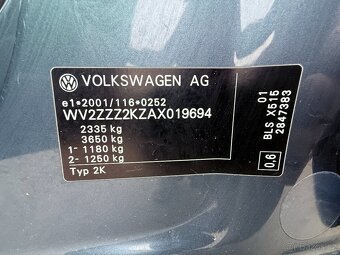 VOLKSWAGEN AG
e1*2001/116*0252
WV2ZZZ2KZAX019694
2335 kg
3650 kg
1- 1180 kg
2- 1250 kg
Typ 2K
01
BLS X515
2847383
0,6